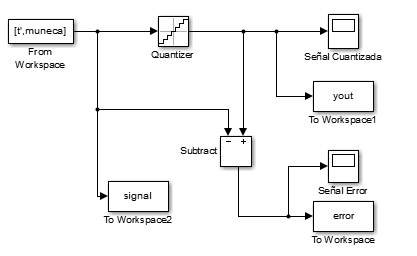 [t',muneca]
From
Workspace
Quantizer
Señal Cuantizada
yout
To Workspace1
Subtract
− +
signal
To Workspace2
Señal Error
error
To Workspace